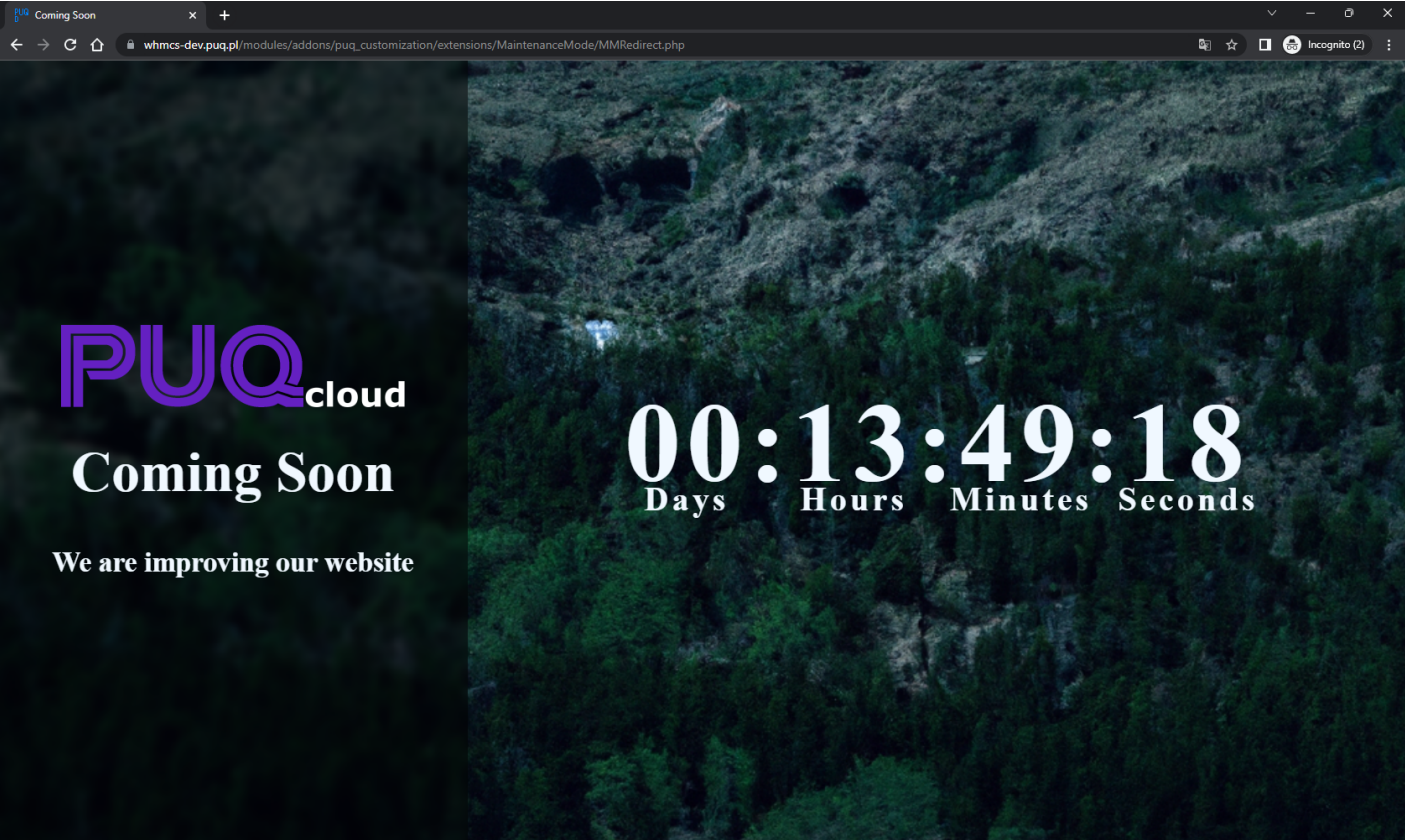 PUQ
Coming Soon
whmcs-dev.puq.pl/modules/addons/puq_customization/extensions/MaintenanceMode/MMRedirect.php
Incognito (2)
PUQcloud
Coming Soon
We are improving our website
00:13:49:18
Days Hours Minutes Seconds